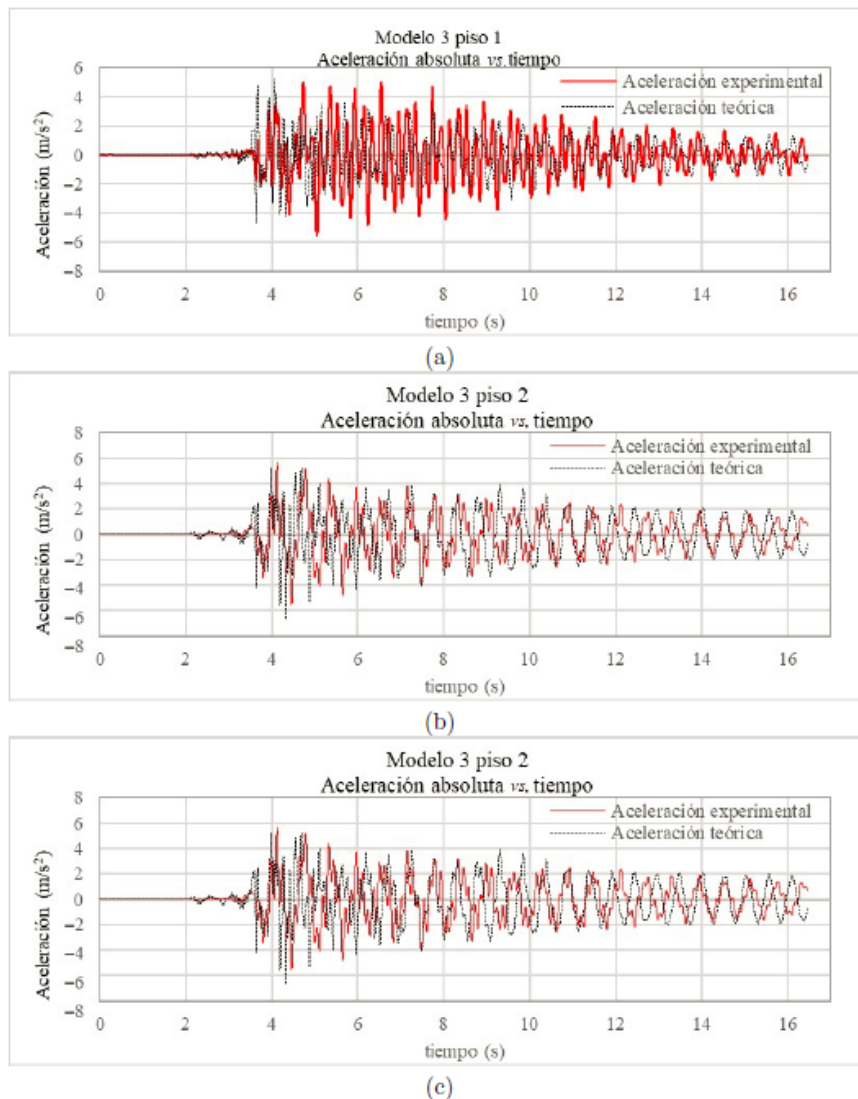 Modelo 3 piso 1
Aceleración absoluta vs. tiempo
Aceleración experimental
Aceleración teórica
Aceleración (m/s²)
6
4
2
0
−2
−4
−6
−8
0 2 4 6 8 10 12 14 16
tiempo (s)
(a)
Modelo 3 piso 2
Aceleración absoluta vs. tiempo
Aceleración experimental
Aceleración teórica
Aceleración (m/s²)
8
6
4
2
0
−2
−4
−6
−8
0 2 4 6 8 10 12 14 16
tiempo (s)
(b)
Modelo 3 piso 2
Aceleración absoluta vs. tiempo
Aceleración experimental
Aceleración teórica
Aceleración (m/s²)
8
6
4
2
0
−2
−4
−6
−8
0 2 4 6 8 10 12 14 16
tiempo (s)
(c)